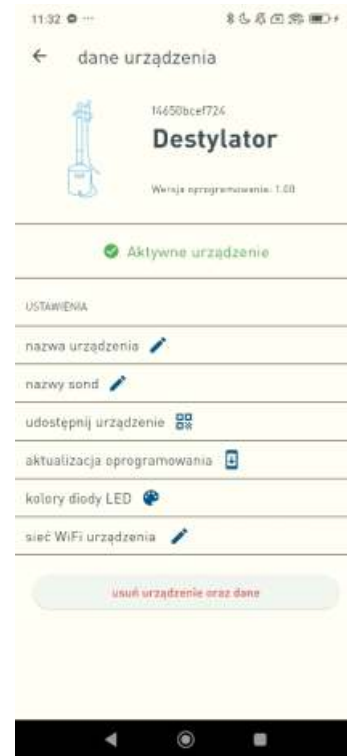 11:32
dane urządzenia
14650bcef724
Destylator
Wersja oprogramowania: 1.00
Aktywne urządzenie
USTAWIENIA
nazwa urządzenia
nazwy sond
udostępnij urządzenie
aktualizacja oprogramowania
kolory diody LED
sieć WiFi urządzenia
usuń urządzenie oraz dane